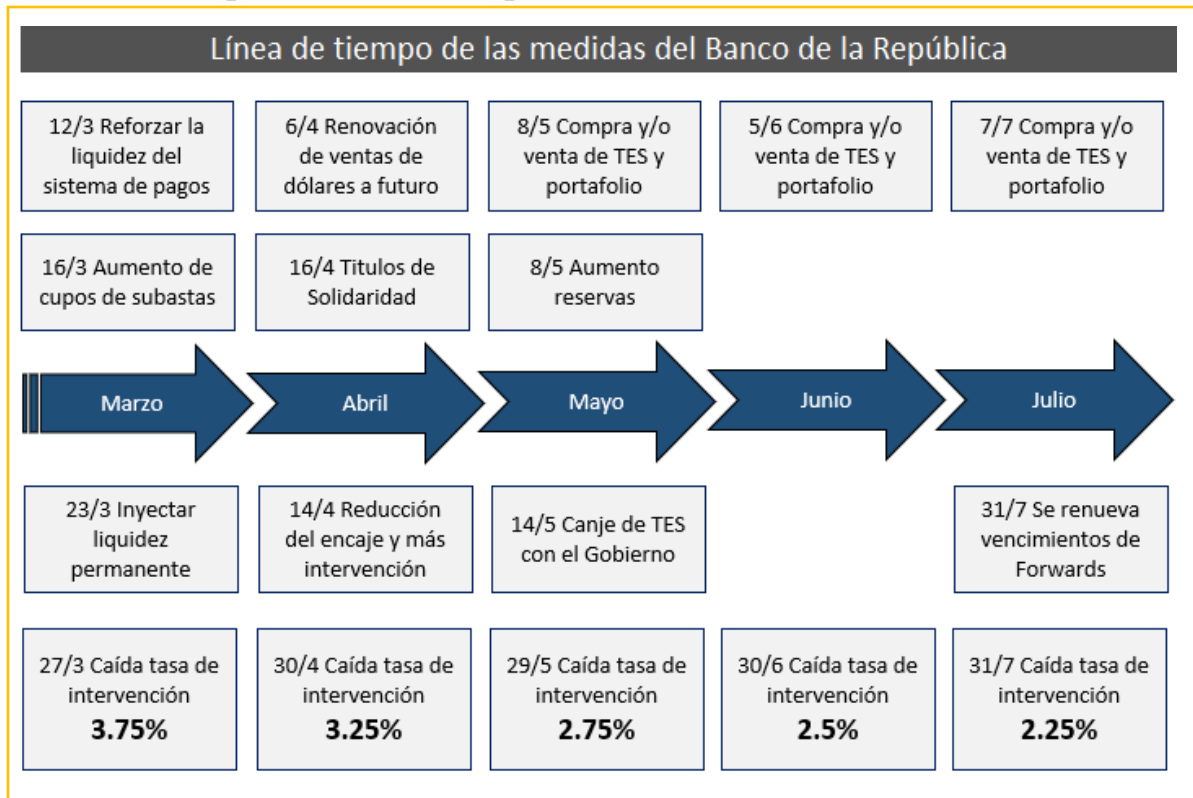 Línea de tiempo de las medidas del Banco de la República
12/3 Reforzar la
liquidez del
sistema de pagos
6/4 Renovación
de ventas de
dólares a futuro
8/5 Compra y/o
venta de TES y
portafolio
5/6 Compra y/o
venta de TES y
portafolio
7/7 Compra y/o
venta de TES y
portafolio
16/3 Aumento de
cupos de subastas
16/4 Titulos de
Solidaridad
8/5 Aumento
reservas
Marzo
Abril
Mayo
Junio
Julio
23/3 Inyectar
liquidez
permanente
14/4 Reducción
del encaje y más
intervención
14/5 Canje de TES
con el Gobierno
31/7 Se renueva
vencimientos de
Forwards
27/3 Caída tasa de
intervención
3.75%
30/4 Caída tasa de
intervención
3.25%
29/5 Caída tasa de
intervención
2.75%
30/6 Caída tasa de
intervención
2.5%
31/7 Caída tasa de
intervención
2.25%